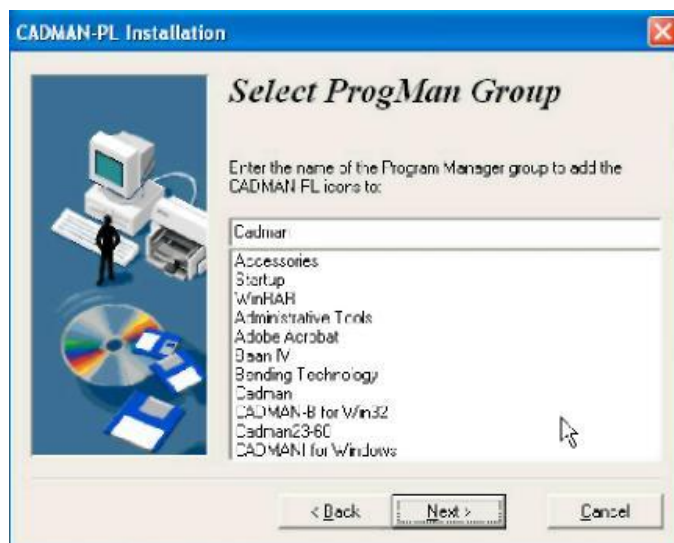 CADMAN-PL Installation
Select ProgMan Group
Enter the name of the Program Manager group to add the
CADMAN-PL icons to:
Cadman
Accessories
Startup
WinRAR
Administrative Tools
Adobe Acrobat
Baan IV
Bending Technology
Cadman
CADMAN-B for Win32
Cadman23-60
CADMANI for Windows
< Back
Next >
Cancel